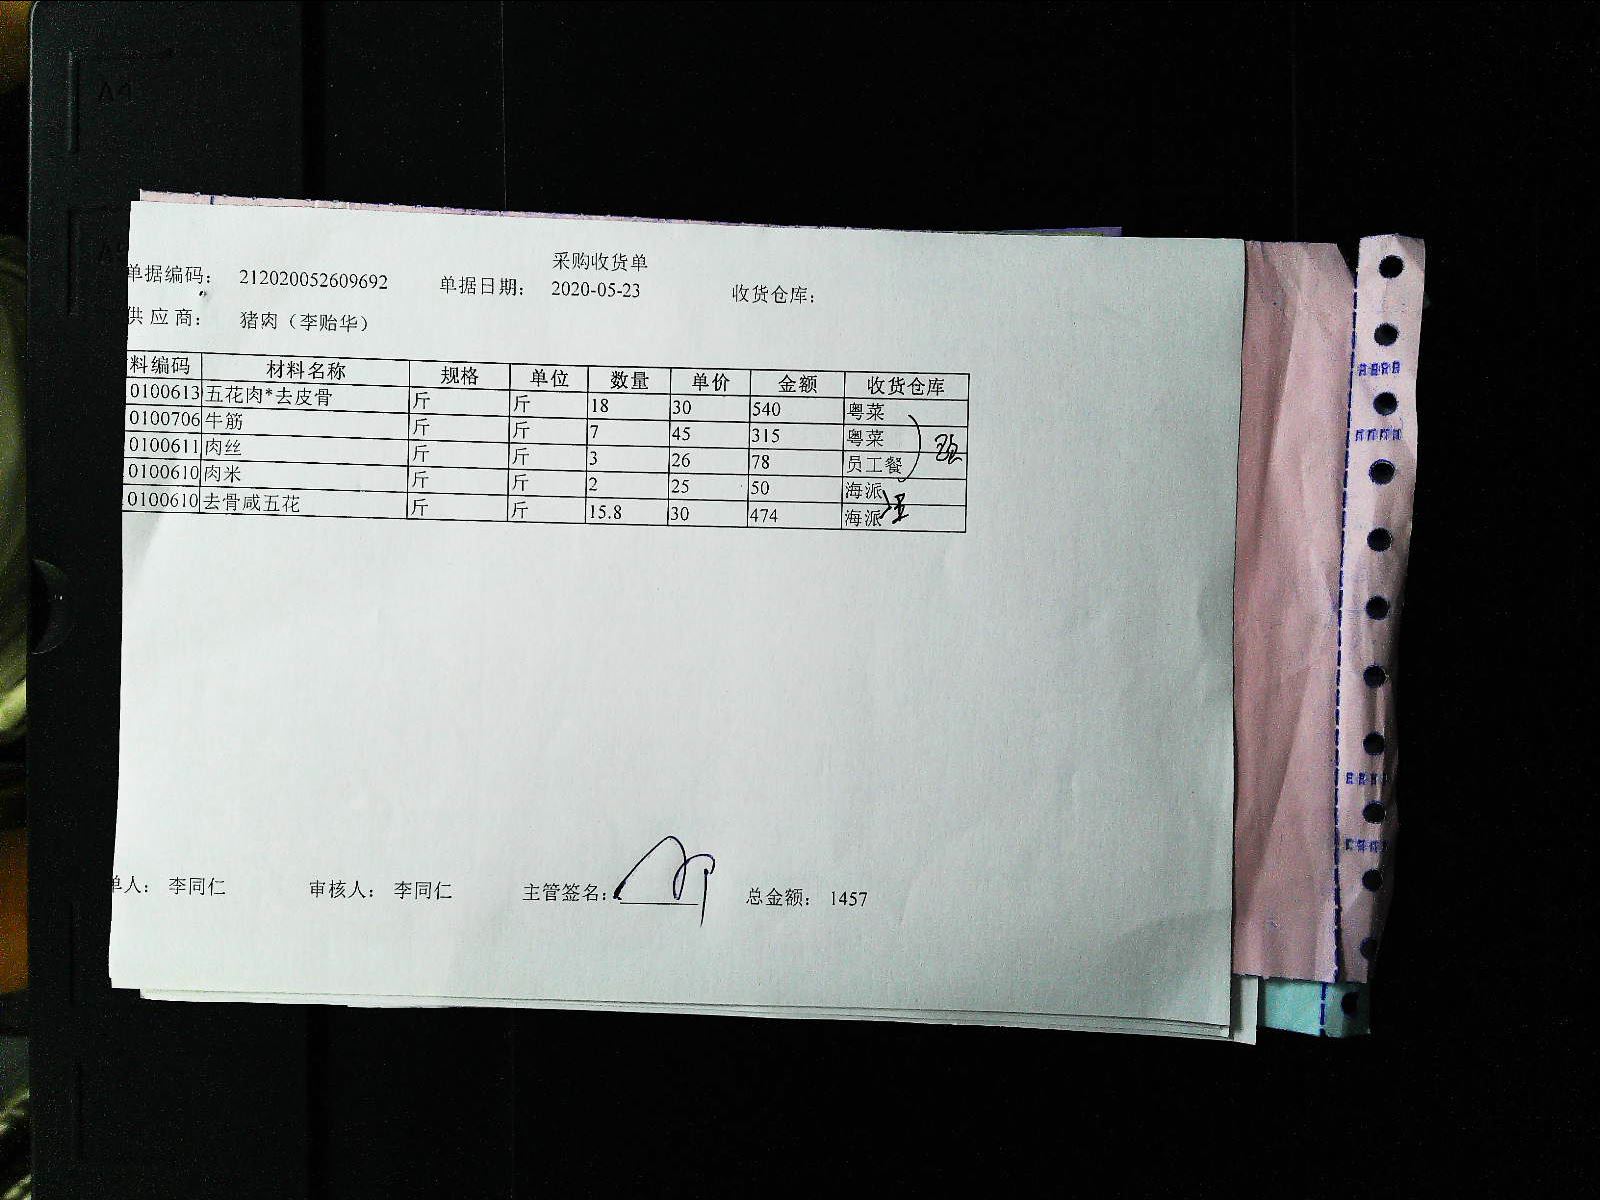 采购收货单
单据编码： 212020052609692 单据日期： 2020-05-23 收货仓库：
供应商： 猪肉（李贻华）
料编码 材料名称 规格 单位 数量 单价 金额 收货仓库
0100613 五花肉*去皮骨 斤 斤 18 30 540 粤菜
0100706 牛筋 斤 斤 7 45 315 粤菜
0100611 肉丝 斤 斤 3 26 78 员工餐
0100610 肉米 斤 斤 2 25 50 海派
0100610 去骨咸五花 斤 斤 15.8 30 474 海派
单人： 李同仁 审核人： 李同仁 主管签名： 总金额： 1457